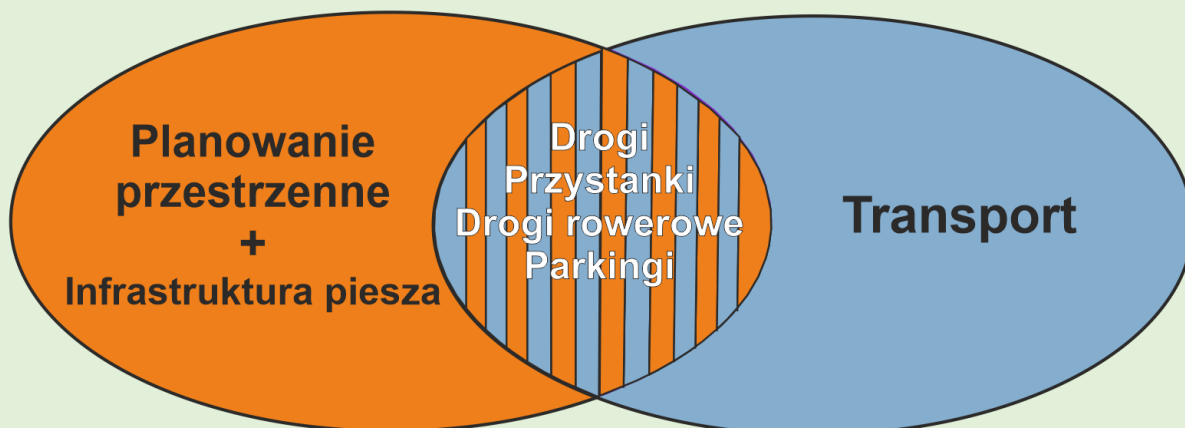 Planowanie
przestrzenne
+
Infrastruktura piesza
Drogi
Przystanki
Drogi rowerowe
Parkingi
Transport